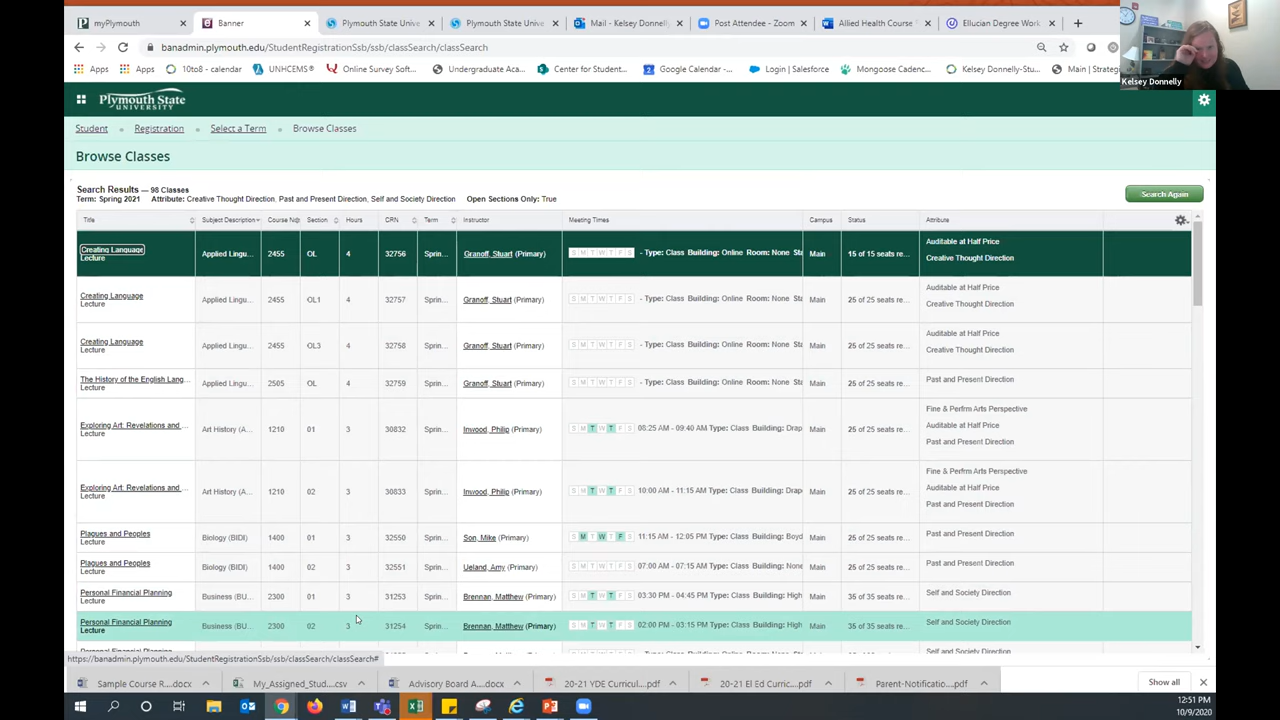 myPlymouth
Banner
Plymouth State Unive
Plymouth State Unive
Mail - Kelsey Donnelly
Post Attendee - Zoom
Allied Health Course
Ellucian Degree Work
banadmin.plymouth.edu/StudentRegistrationSsb/ssb/classSearch/classSearch
Apps
Apps
10to8 - calendar
UNHCEMS®
Online Survey Soft...
Undergraduate Aca...
Center for Student...
Google Calendar -...
Login | Salesforce
Mongoose Cadenc...
Kelsey Donnelly-Stu...
Main | Strategi
Kelsey Donnelly
Plymouth State
UNIVERSITY
Student • Registration • Select a Term • Browse Classes
Browse Classes
Search Results — 98 Classes
Term: Spring 2021 Attribute: Creative Thought Direction, Past and Present Direction, Self and Society Direction Open Sections Only: True
Search Again
Title Subject Description Course No Section Hours CRN Term Instructor Meeting Times Campus Status Attribute
Creating Language
Lecture
Applied Linguis... 2455 OL 4 32756 Sprin... Granoff, Stuart (Primary) S M T W T F S - Type: Class Building: Online Room: None Sta Main 15 of 15 seats re...
Auditable at Half Price
Creative Thought Direction
Creating Language
Lecture
Applied Lingu... 2455 OL1 4 32757 Sprin... Granoff, Stuart (Primary) S M T W T F S - Type: Class Building: Online Room: None Sta Main 25 of 25 seats re...
Auditable at Half Price
Creative Thought Direction
Creating Language
Lecture
Applied Lingu... 2455 OL3 4 32758 Sprin... Granoff, Stuart (Primary) S M T W T F S - Type: Class Building: Online Room: None Sta Main 25 of 25 seats re...
Auditable at Half Price
Creative Thought Direction
The History of the English Lang...
Lecture
Applied Lingu... 2505 OL 4 32759 Sprin... Granoff, Stuart (Primary) S M T W T F S - Type: Class Building: Online Room: None Sta Main 25 of 25 seats re...
Past and Present Direction
Exploring Art: Revelations and ...
Lecture
Art History (A... 1210 01 3 30832 Sprin... Inwood, Philip (Primary) S M T W T F S 08:25 AM - 09:40 AM Type: Class Building: Drap Main 25 of 25 seats re...
Fine & Perfrm Arts Perspective
Auditable at Half Price
Past and Present Direction
Exploring Art: Revelations and ...
Lecture
Art History (A... 1210 02 3 30833 Sprin... Inwood, Philip (Primary) S M T W T F S 10:00 AM - 11:15 AM Type: Class Building: Drap Main 25 of 25 seats re...
Fine & Perfrm Arts Perspective
Auditable at Half Price
Past and Present Direction
Plagues and Peoples
Lecture
Biology (BIDI) 1400 01 3 32550 Sprin... Son, Mike (Primary) S M T W T F S 11:15 AM - 12:05 PM Type: Class Building: Boyd Main 25 of 25 seats re...
Past and Present Direction
Plagues and Peoples
Lecture
Biology (BIDI) 1400 02 3 32551 Sprin... Ueland, Amy (Primary) S M T W T F S 07:00 AM - 07:15 AM Type: Class Building: None Main 25 of 25 seats re...
Past and Present Direction
Personal Financial Planning
Lecture
Business (BU... 2300 01 3 31253 Sprin... Brennan, Matthew (Primary) S M T W T F S 03:30 PM - 04:45 PM Type: Class Building: High Main 35 of 35 seats re...
Self and Society Direction
Personal Financial Planning
Lecture
Business (BU... 2300 02 3 31254 Sprin... Brennan, Matthew (Primary) S M T W T F S 02:00 PM - 03:15 PM Type: Class Building: High Main 35 of 35 seats re...
Self and Society Direction
https://banadmin.plymouth.edu/StudentRegistrationSsb/ssb/classSearch/classSearch#
Sample Course R....docx
My_Assigned_Stud....csv
Advisory Board A....docx
20-21 YDE Curricul....pdf
20-21 El Ed Curric....pdf
Parent-Notificatio....pdf
Show all
12:51 PM
10/9/2020